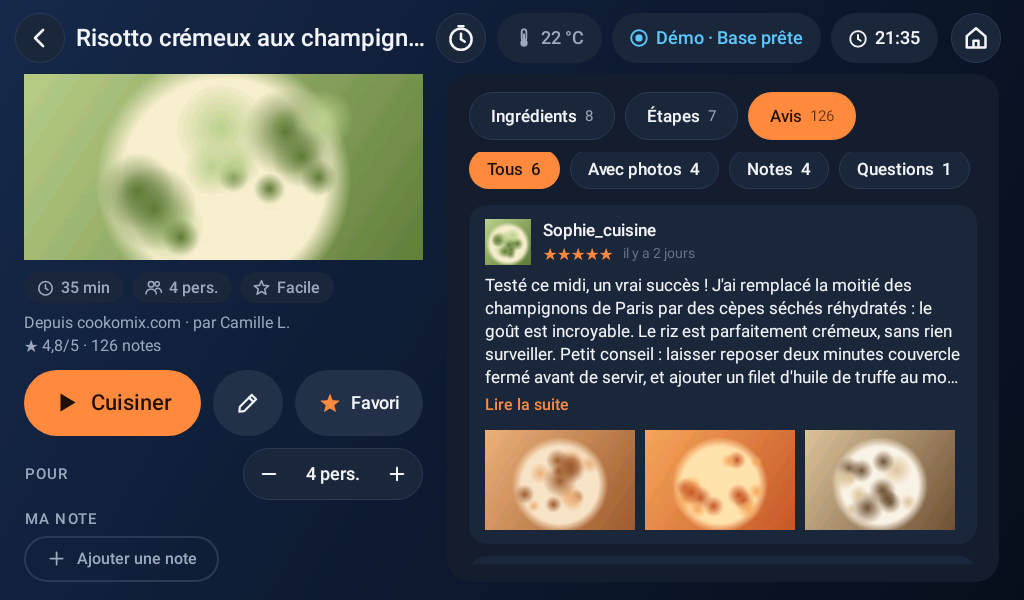 Risotto crémeux aux champign...
22 °C
Démo · Base prête
21:35
Ingrédients 8
Étapes 7
Avis 126
Tous 6
Avec photos 4
Notes 4
Questions 1
35 min
4 pers.
Facile
Depuis cookomix.com · par Camille L.
★ 4,8/5 · 126 notes
Cuisiner
Favori
POUR
− 4 pers. +
MA NOTE
+ Ajouter une note
Sophie_cuisine
★★★★★ il y a 2 jours
Testé ce midi, un vrai succès ! J'ai remplacé la moitié des
champignons de Paris par des cèpes séchés réhydratés : le
goût est incroyable. Le riz est parfaitement crémeux, sans rien
surveiller. Petit conseil : laisser reposer deux minutes couvercle
fermé avant de servir, et ajouter un filet d'huile de truffe au mo...
Lire la suite